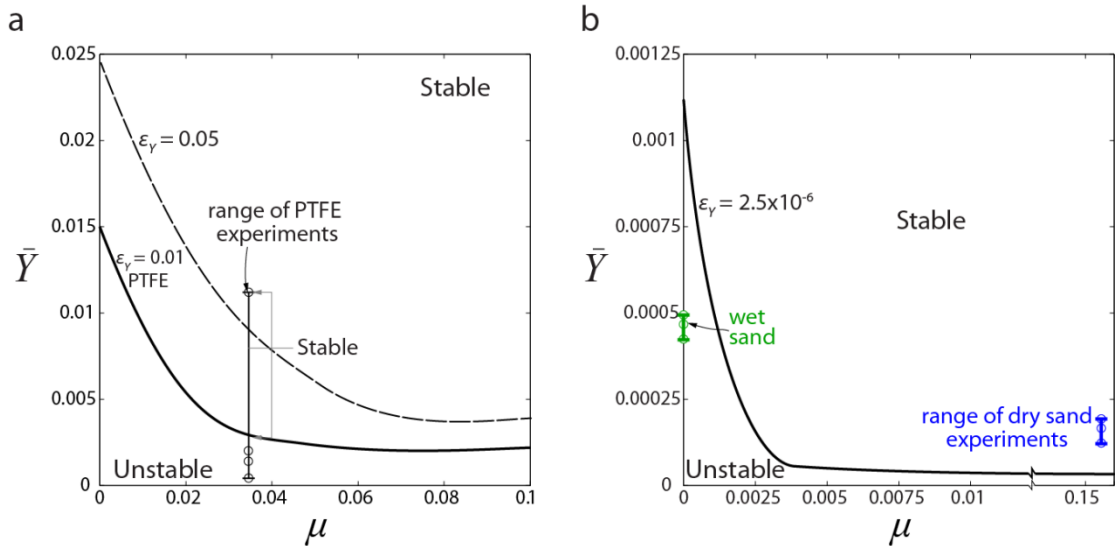 a
0.025
0.02
0.015
0.01
0.005
0
0
0.02
0.04
0.06
0.08
0.1
Ȳ
μ
Stable
ε_Y = 0.05
range of PTFE
experiments
ε_Y = 0.01
PTFE
Stable
Unstable
b
0.00125
0.001
0.00075
0.0005
0.00025
0
0
0.0025
0.005
0.0075
0.01
0.15
Ȳ
μ
ε_Y = 2.5x10⁻⁶
Stable
wet
sand
range of dry sand
experiments
Unstable